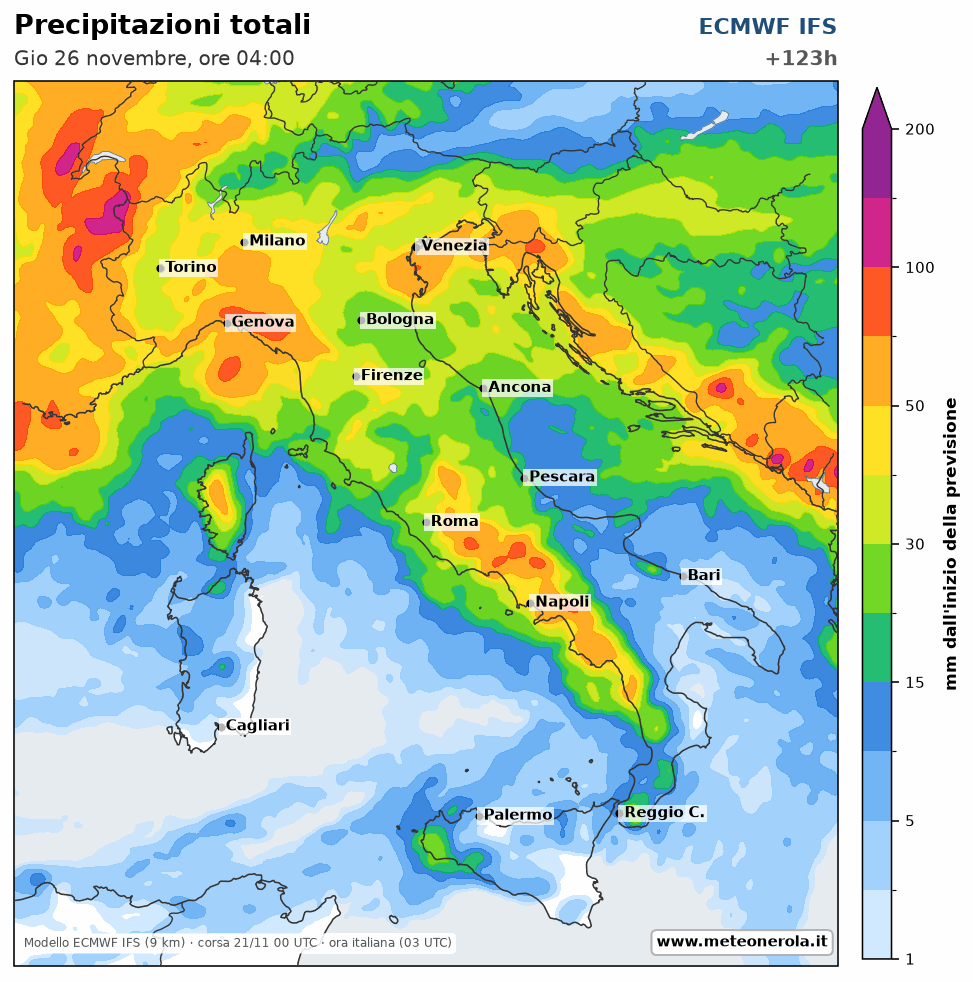 Precipitazioni totali
ECMWF IFS
Gio 26 novembre, ore 04:00
+123h
Milano
Venezia
Torino
Genova
Bologna
Firenze
Ancona
Pescara
Roma
Bari
Napoli
Cagliari
Palermo
Reggio C.
Modello ECMWF IFS (9 km) · corsa 21/11 00 UTC · ora italiana (03 UTC)
www.meteonerola.it
200
100
50
30
15
5
1
mm dall'inizio della previsione